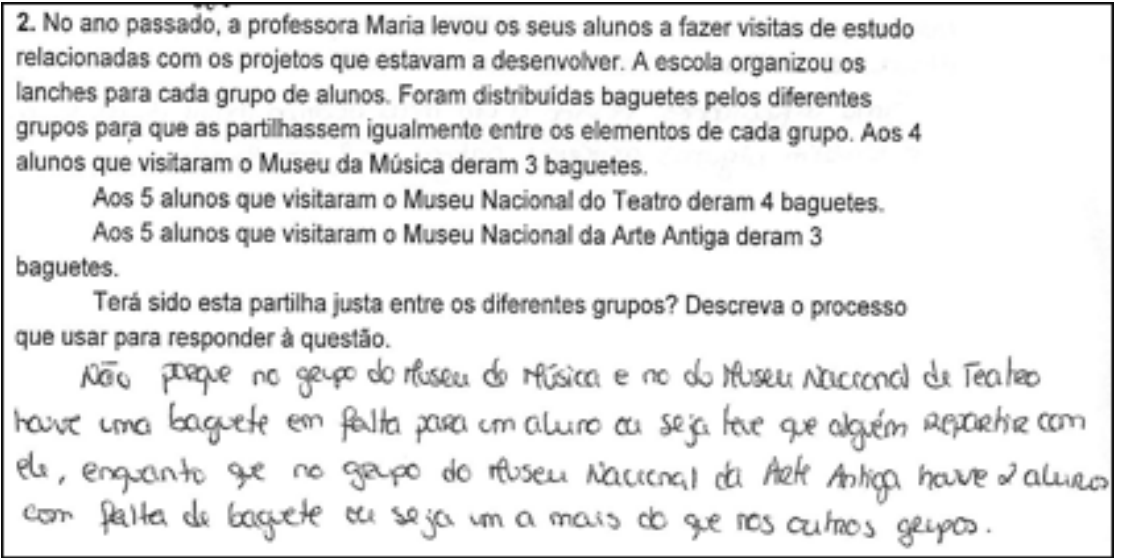 2. No ano passado, a professora Maria levou os seus alunos a fazer visitas de estudo
relacionadas com os projetos que estavam a desenvolver. A escola organizou os
lanches para cada grupo de alunos. Foram distribuídas baguetes pelos diferentes
grupos para que as partilhassem igualmente entre os elementos de cada grupo. Aos 4
alunos que visitaram o Museu da Música deram 3 baguetes.
Aos 5 alunos que visitaram o Museu Nacional do Teatro deram 4 baguetes.
Aos 5 alunos que visitaram o Museu Nacional da Arte Antiga deram 3
baguetes.
Terá sido esta partilha justa entre os diferentes grupos? Descreva o processo
que usar para responder à questão.
Não porque no grupo do Museu da Música e no do Museu Nacional de Teatro
houve uma baguete em falta para um aluno ou seja teve que alguém repartir com
ele, enquanto que no grupo do Museu Nacional da Arte Antiga houve 2 alunos
com falta de baguete ou seja um a mais do que nos outros grupos.